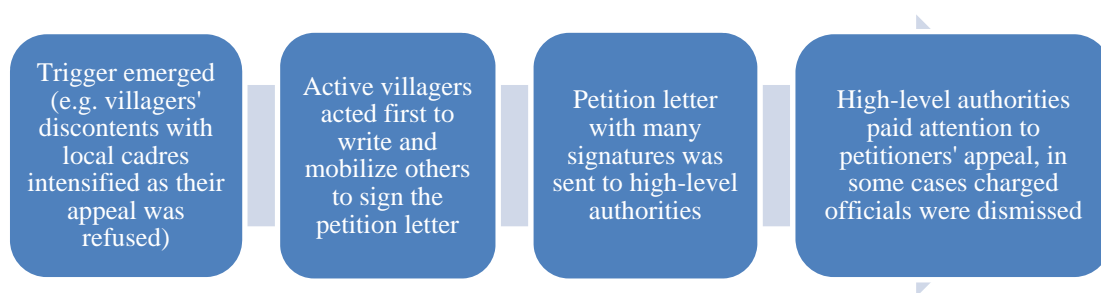 Trigger emerged
(e.g. villagers'
discontents with
local cadres
intensified as their
appeal was
refused)
Active villagers
acted first to
write and
mobilize others
to sign the
petition letter
Petition letter
with many
signatures was
sent to high-level
authorities
High-level authorities
paid attention to
petitioners' appeal, in
some cases charged
officials were dismissed